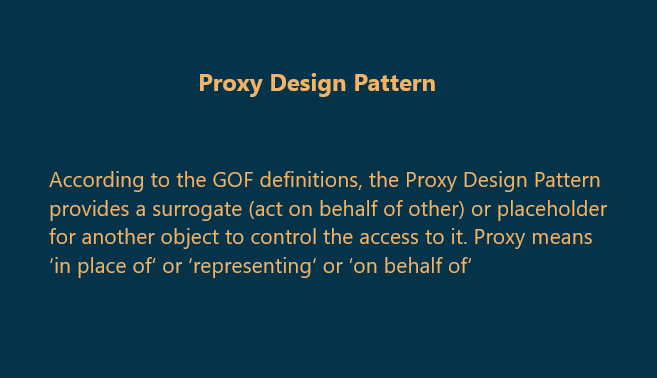 Proxy Design Pattern
According to the GOF definitions, the Proxy Design Pattern
provides a surrogate (act on behalf of other) or placeholder
for another object to control the access to it. Proxy means
‘in place of’ or ‘representing‘ or ‘on behalf of‘